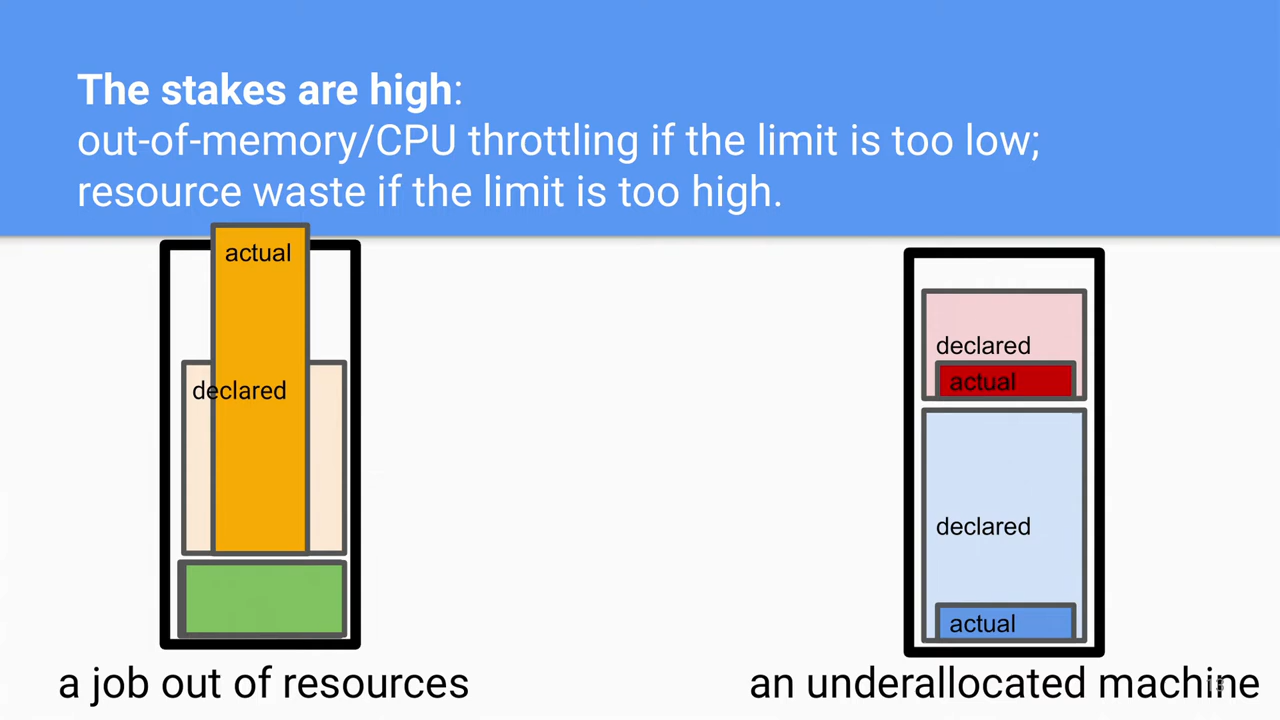 The stakes are high:
out-of-memory/CPU throttling if the limit is too low;
resource waste if the limit is too high.
actual
declared
a job out of resources
declared
actual
declared
actual
an underallocated machine